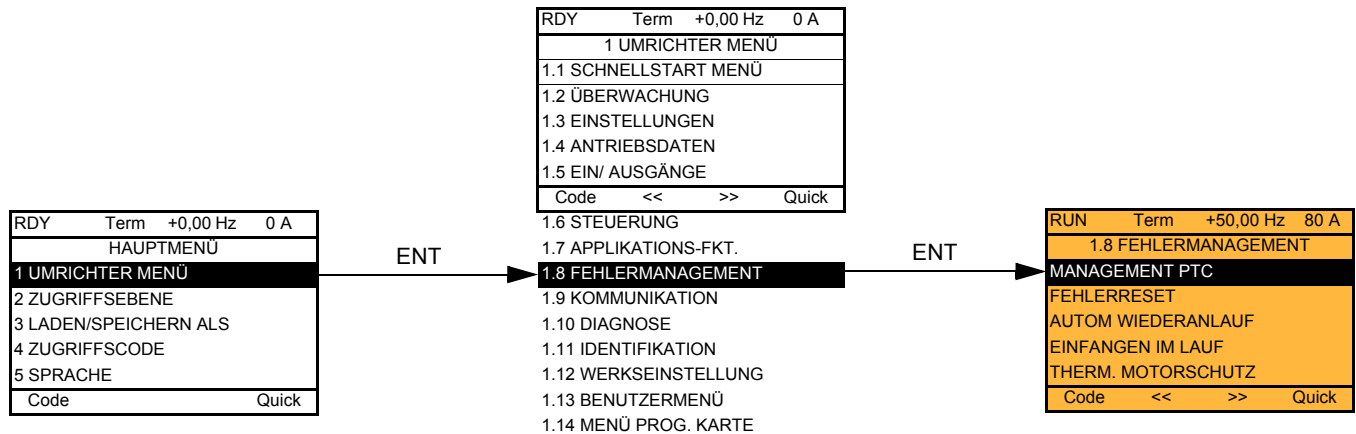 RDY Term +0,00 Hz 0 A
HAUPTMENÜ
1 UMRICHTER MENÜ
2 ZUGRIFFSEBENE
3 LADEN/SPEICHERN ALS
4 ZUGRIFFSCODE
5 SPRACHE
Code Quick
ENT
RDY Term +0,00 Hz 0 A
1 UMRICHTER MENÜ
1.1 SCHNELLSTART MENÜ
1.2 ÜBERWACHUNG
1.3 EINSTELLUNGEN
1.4 ANTRIEBSDATEN
1.5 EIN/ AUSGÄNGE
Code << >> Quick
1.6 STEUERUNG
1.7 APPLIKATIONS-FKT.
1.8 FEHLERMANAGEMENT
1.9 KOMMUNIKATION
1.10 DIAGNOSE
1.11 IDENTIFIKATION
1.12 WERKSEINSTELLUNG
1.13 BENUTZERMENÜ
1.14 MENÜ PROG. KARTE
ENT
RUN Term +50,00 Hz 80 A
1.8 FEHLERMANAGEMENT
MANAGEMENT PTC
FEHLERRESET
AUTOM WIEDERANLAUF
EINFANGEN IM LAUF
THERM. MOTORSCHUTZ
Code << >> Quick